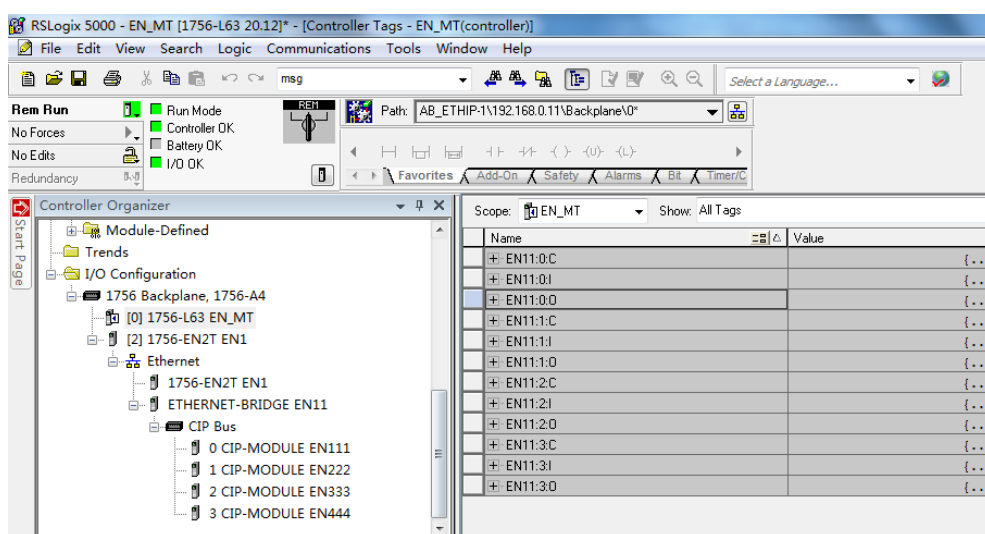 RSLogix 5000 - EN_MT [1756-L63 20.12]* - [Controller Tags - EN_MT(controller)]
File Edit View Search Logic Communications Tools Window Help
msg
Select a Language...
Rem Run
Run Mode
No Forces
Controller OK
Battery OK
No Edits
I/O OK
Redundancy
REM
Path: AB_ETHIP-1\192.168.0.11\Backplane\0*
Favorites Add-On Safety Alarms Bit Timer/C
Start Page
Controller Organizer
Module-Defined
Trends
I/O Configuration
1756 Backplane, 1756-A4
[0] 1756-L63 EN_MT
[2] 1756-EN2T EN1
Ethernet
1756-EN2T EN1
ETHERNET-BRIDGE EN11
CIP Bus
0 CIP-MODULE EN111
1 CIP-MODULE EN222
2 CIP-MODULE EN333
3 CIP-MODULE EN444
Scope: EN_MT Show: All Tags
Name Value
EN11:0:C {..
EN11:0:I {..
EN11:0:O {..
EN11:1:C {..
EN11:1:I {..
EN11:1:O {..
EN11:2:C {..
EN11:2:I {..
EN11:2:O {..
EN11:3:C {..
EN11:3:I {..
EN11:3:O {..